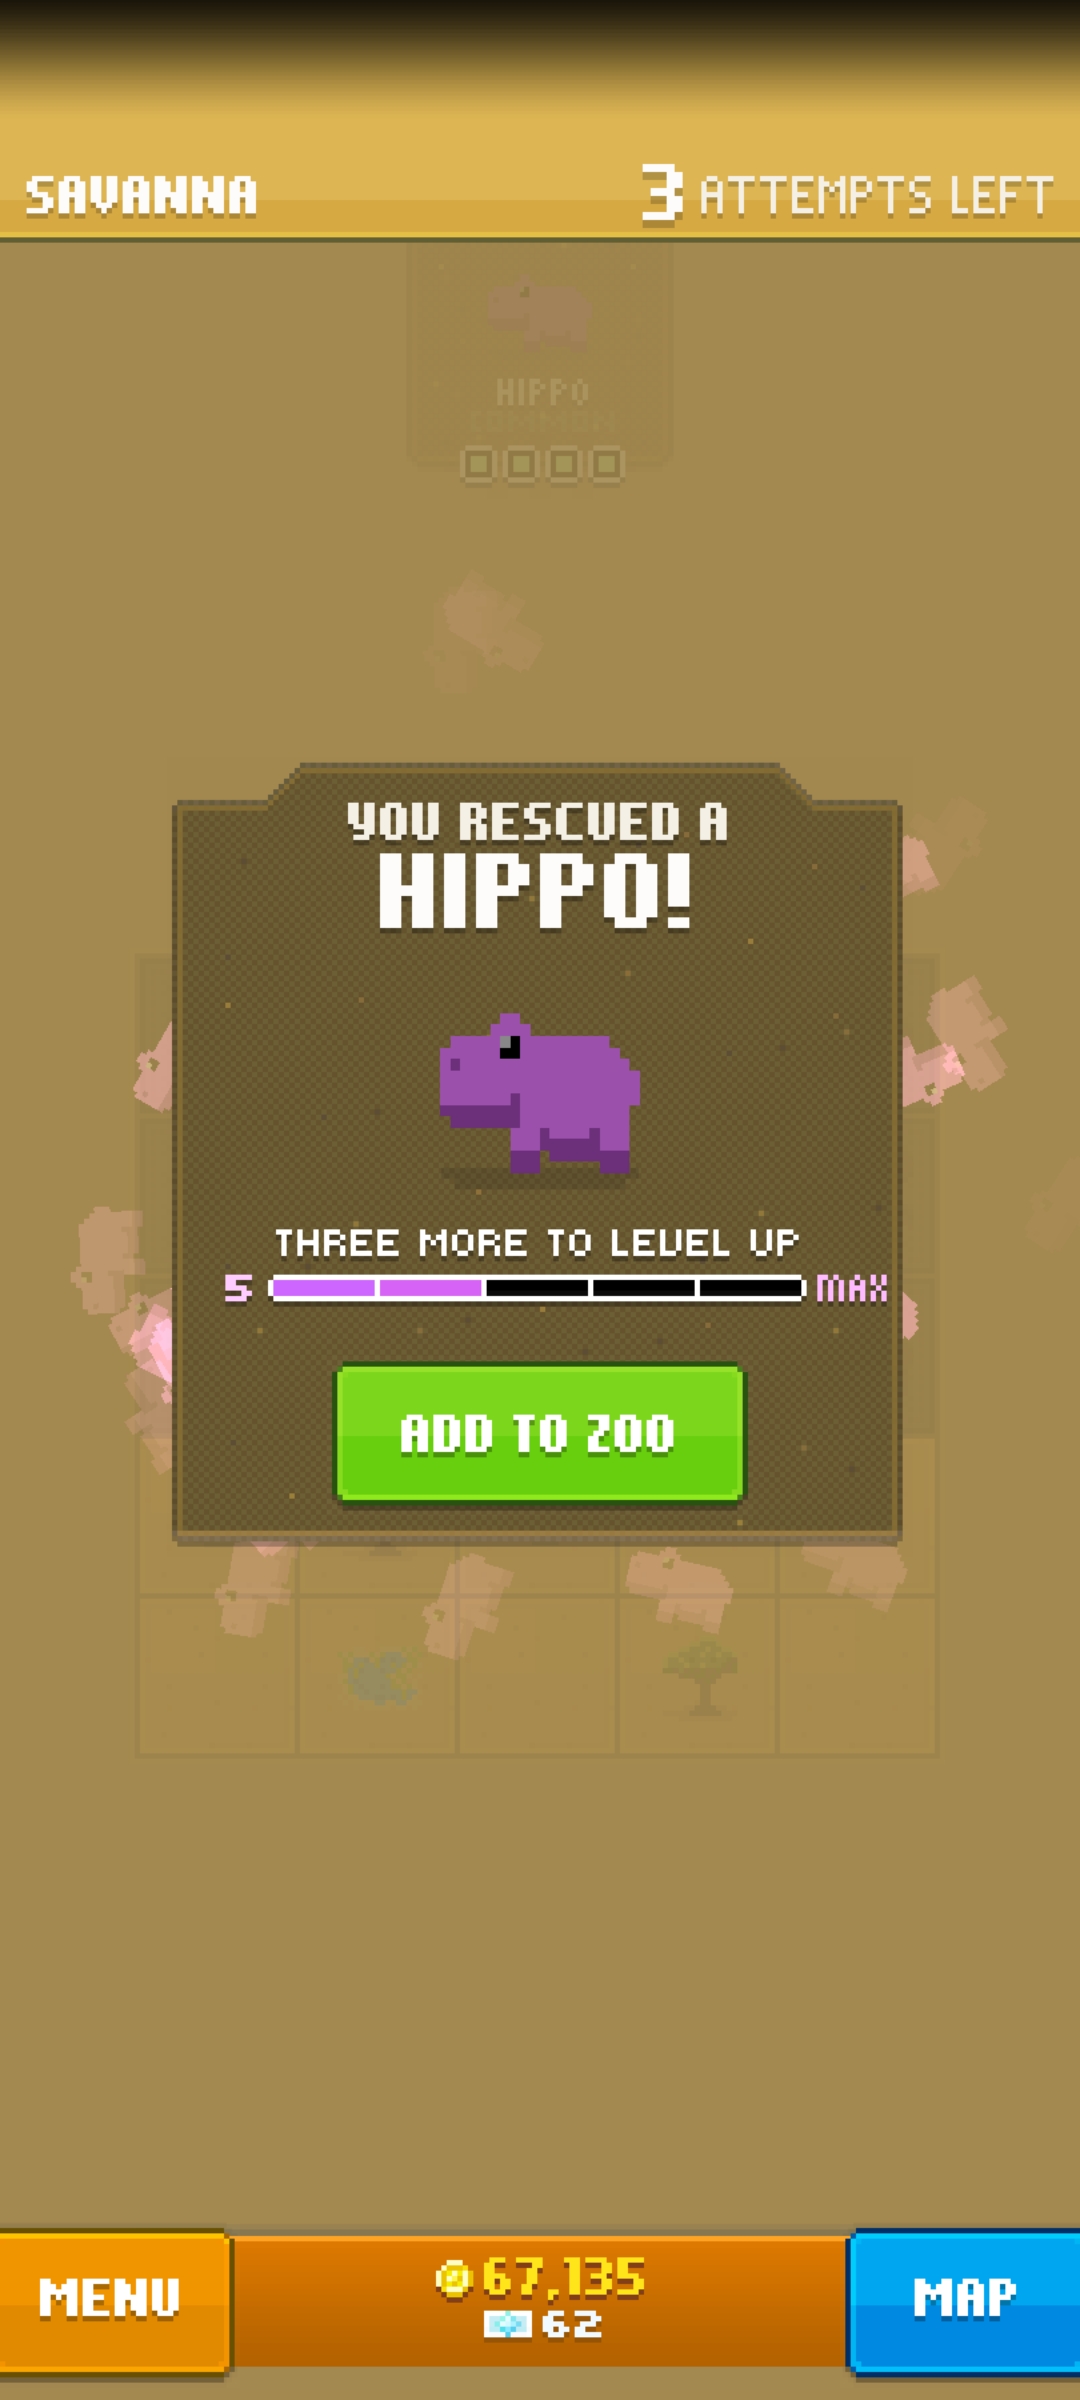 SAVANNA
3 ATTEMPTS LEFT
HIPPO
COMMON
YOU RESCUED A
HIPPO!
THREE MORE TO LEVEL UP
5 MAX
ADD TO ZOO
MENU
67,135
62
MAP